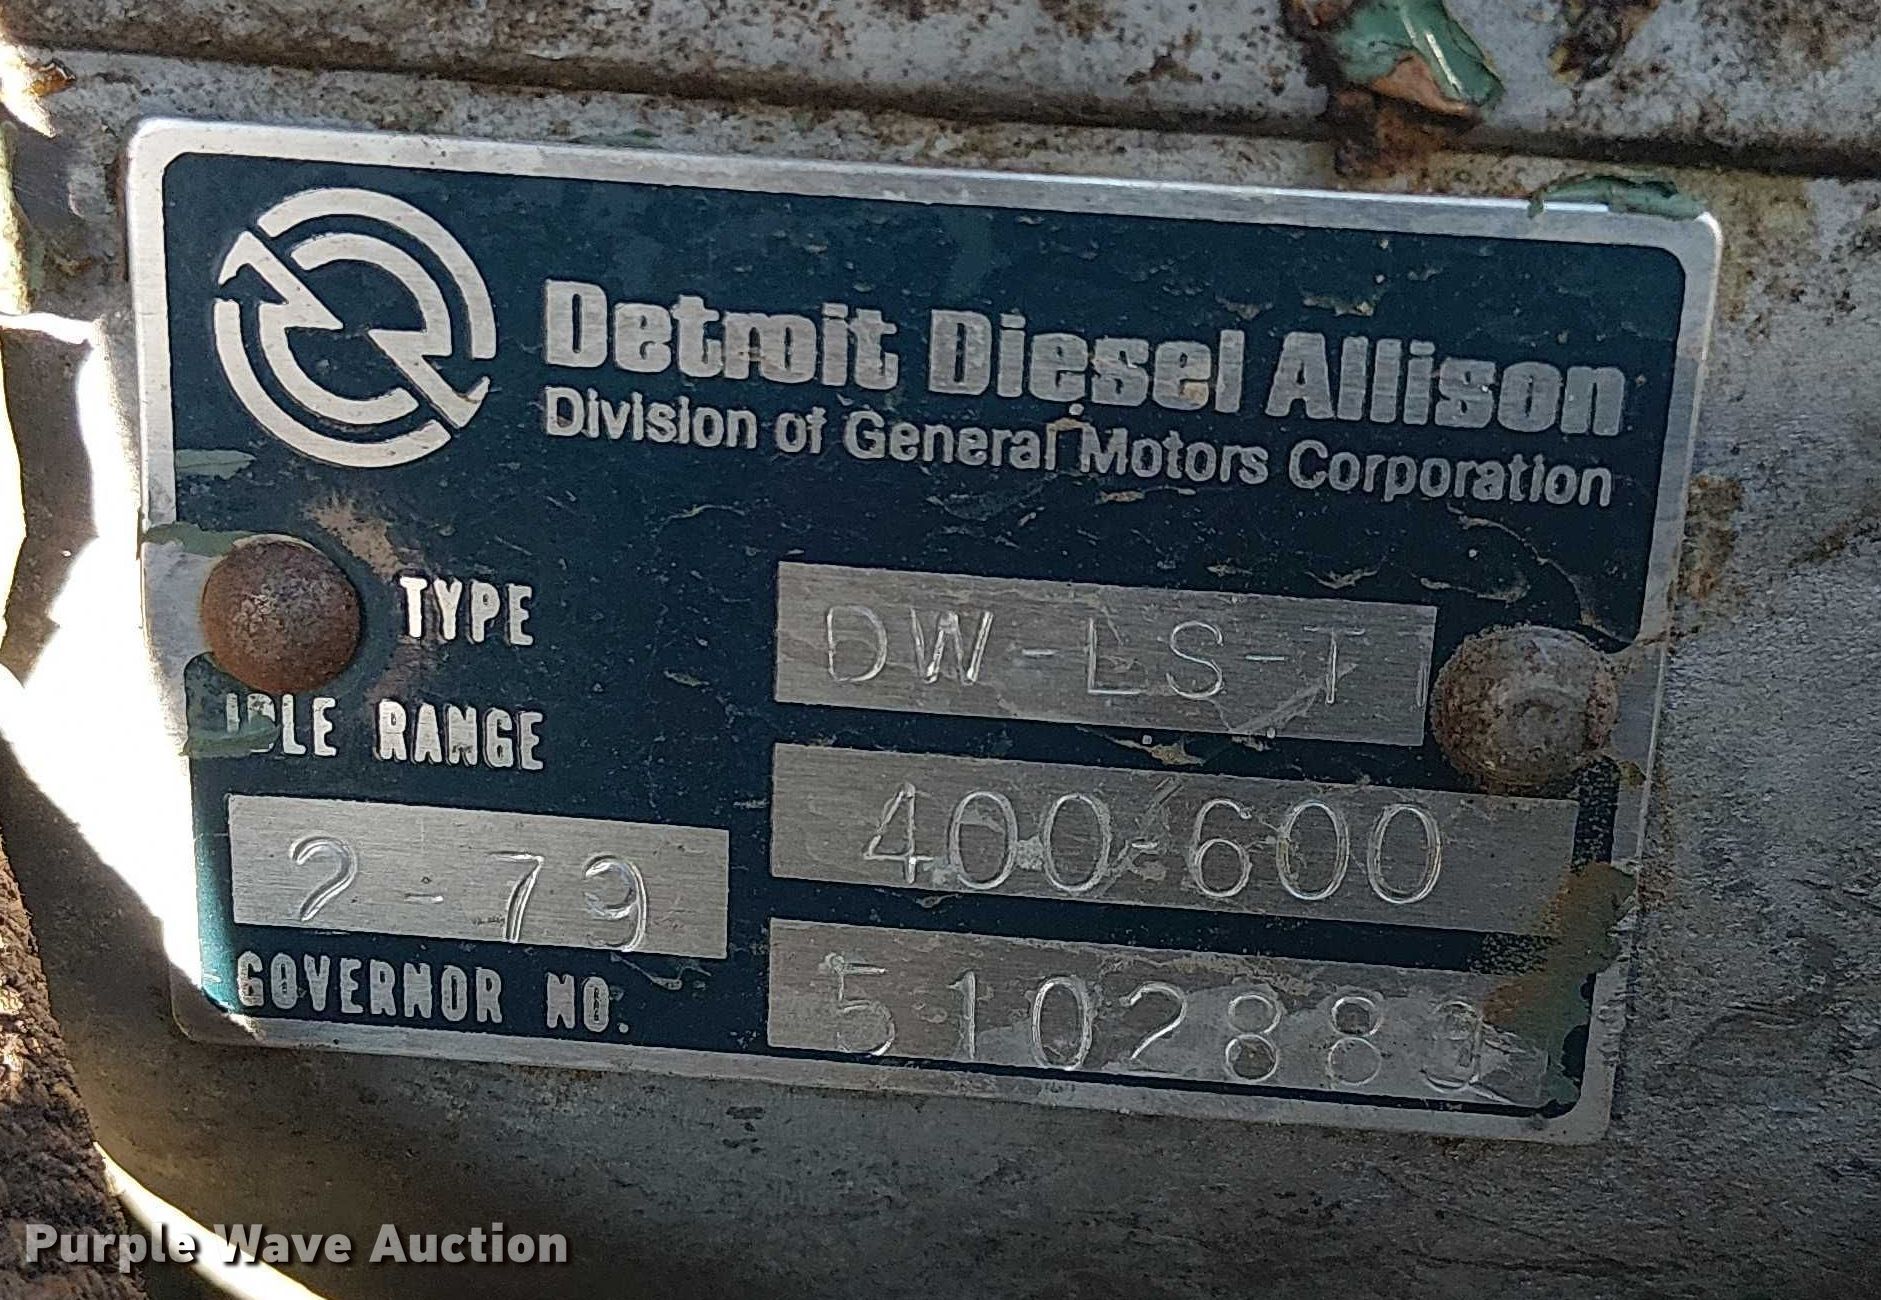 Detroit Diesel Allison
Division of General Motors Corporation
TYPE DW-LS-T
IDLE RANGE 400-600
2-79
GOVERNOR NO.
Purple Wave Auction